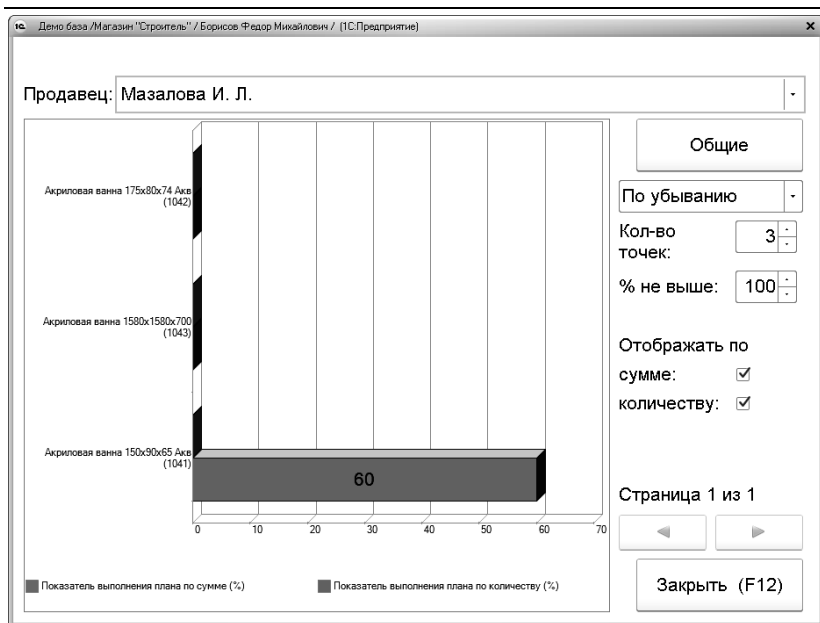 Демо база /Магазин "Строитель" / Борисов Федор Михайлович / (1С:Предприятие)
Продавец: Мазалова И. Л.
Общие
По убыванию
Кол-во
точек: 3
% не выше: 100
Отображать по
сумме:
количеству:
Страница 1 из 1
Закрыть (F12)
Акриловая ванна 175x80x74 Акв
(1042)
Акриловая ванна 1580x1580x700
(1043)
Акриловая ванна 150x90x65 Акв
(1041)
60
0 10 20 30 40 50 60 70
Показатель выполнения плана по сумме (%) Показатель выполнения плана по количеству (%)